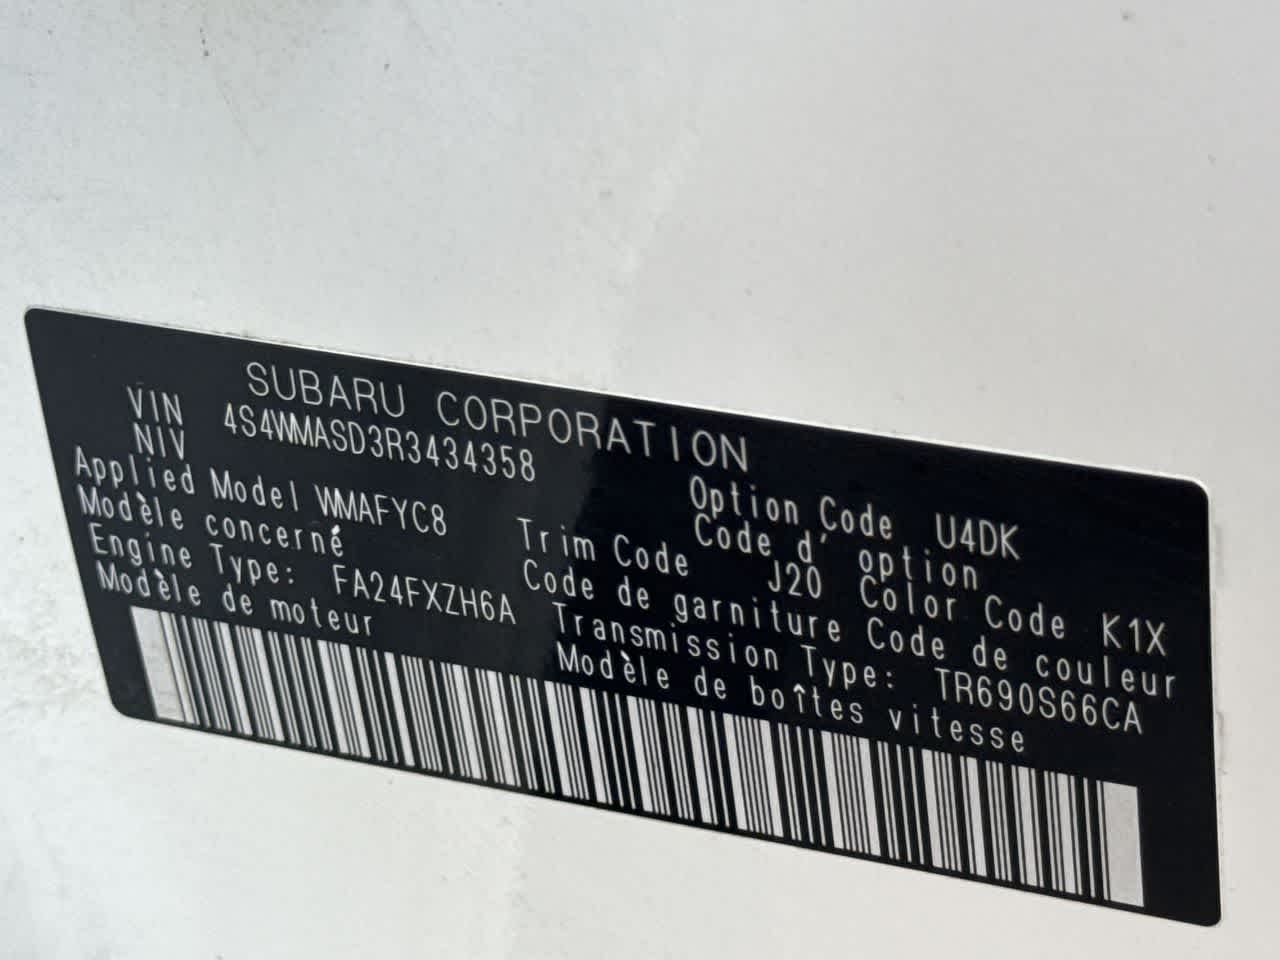 SUBARU CORPORATION
VIN 4S4WMASD3R3434358
NIV
Applied Model WMAFYC8 Option Code U4DK
Modèle concerné Code d' option
Trim Code J20 Color Code K1X
Code de garniture Code de couleur
Engine Type: FA24FXZH6A Transmission Type: TR690S66CA
Modèle de moteur Modèle de boîtes vitesse